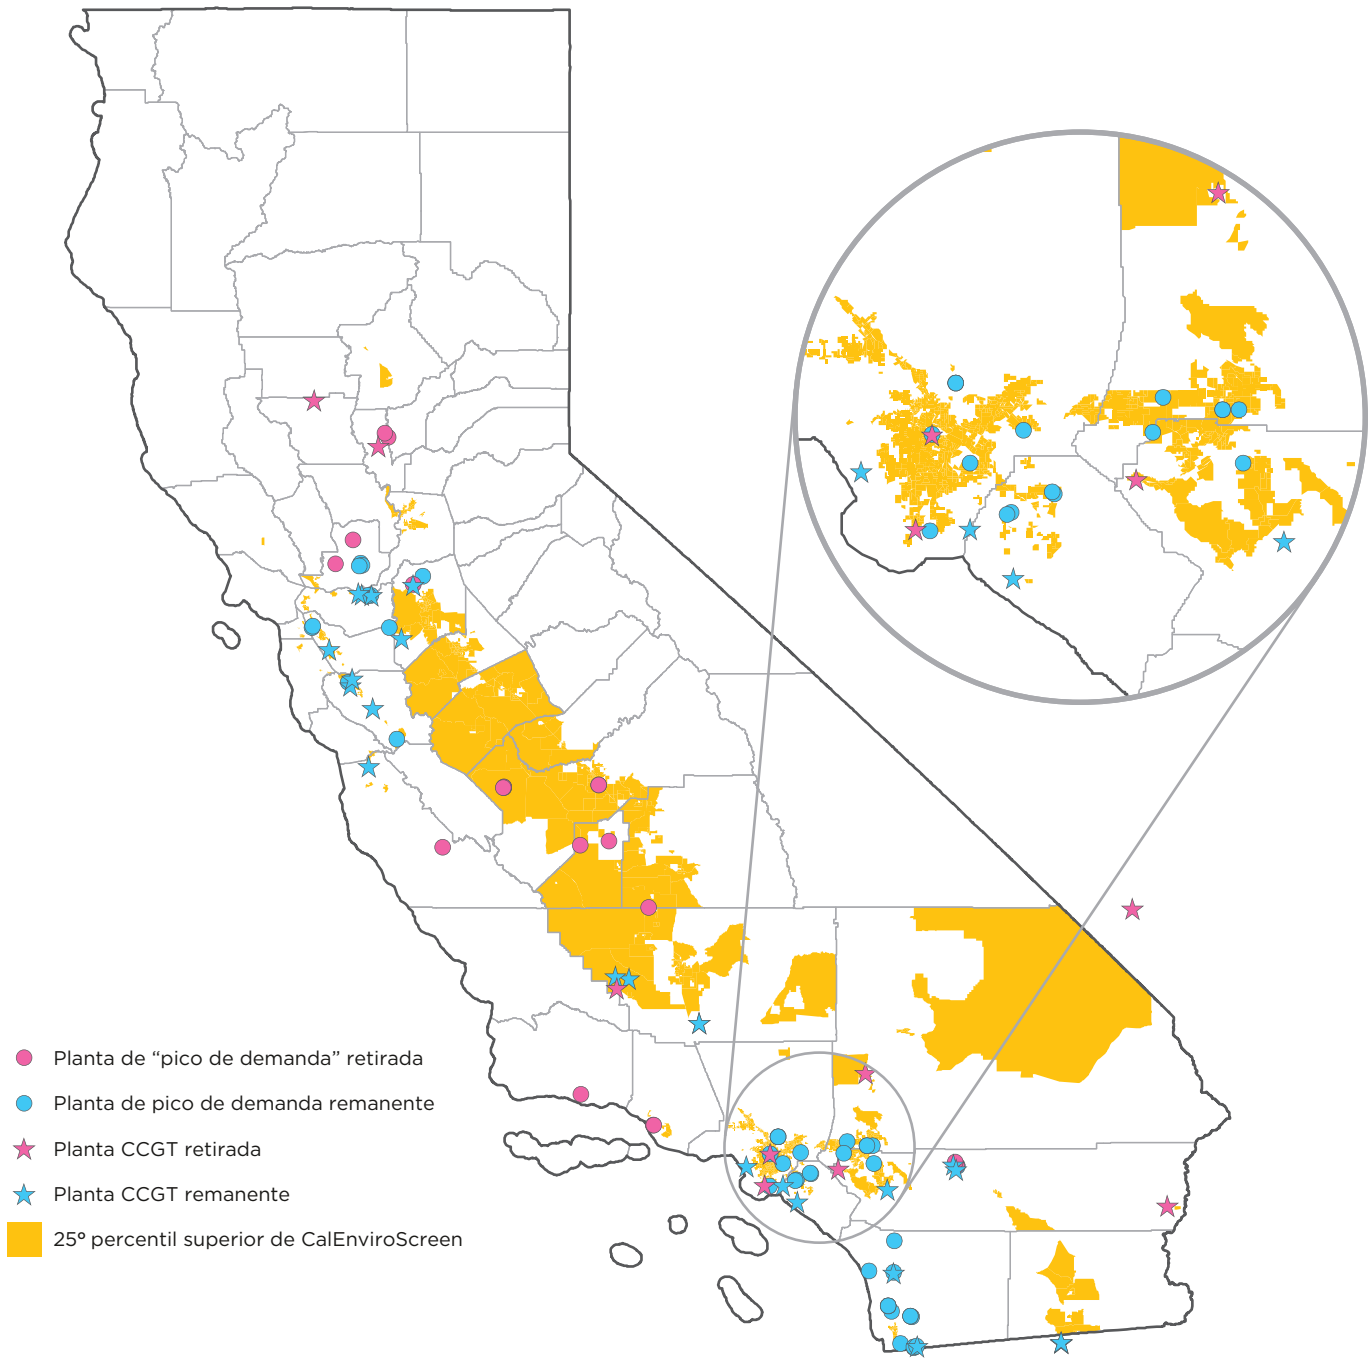 Planta de “pico de demanda” retirada
Planta de pico de demanda remanente
Planta CCGT retirada
Planta CCGT remanente
25º percentil superior de CalEnviroScreen